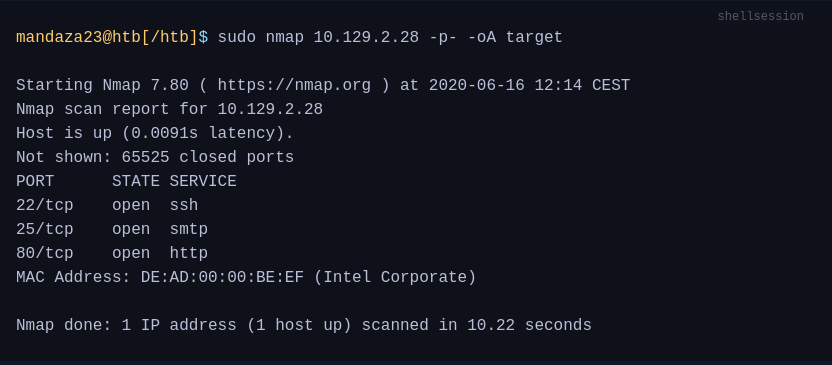 shellsession
mandaza23@htb[/htb]$ sudo nmap 10.129.2.28 -p- -oA target
Starting Nmap 7.80 ( https://nmap.org ) at 2020-06-16 12:14 CEST
Nmap scan report for 10.129.2.28
Host is up (0.0091s latency).
Not shown: 65525 closed ports
PORT      STATE SERVICE
22/tcp    open  ssh
25/tcp    open  smtp
80/tcp    open  http
MAC Address: DE:AD:00:00:BE:EF (Intel Corporate)
Nmap done: 1 IP address (1 host up) scanned in 10.22 seconds